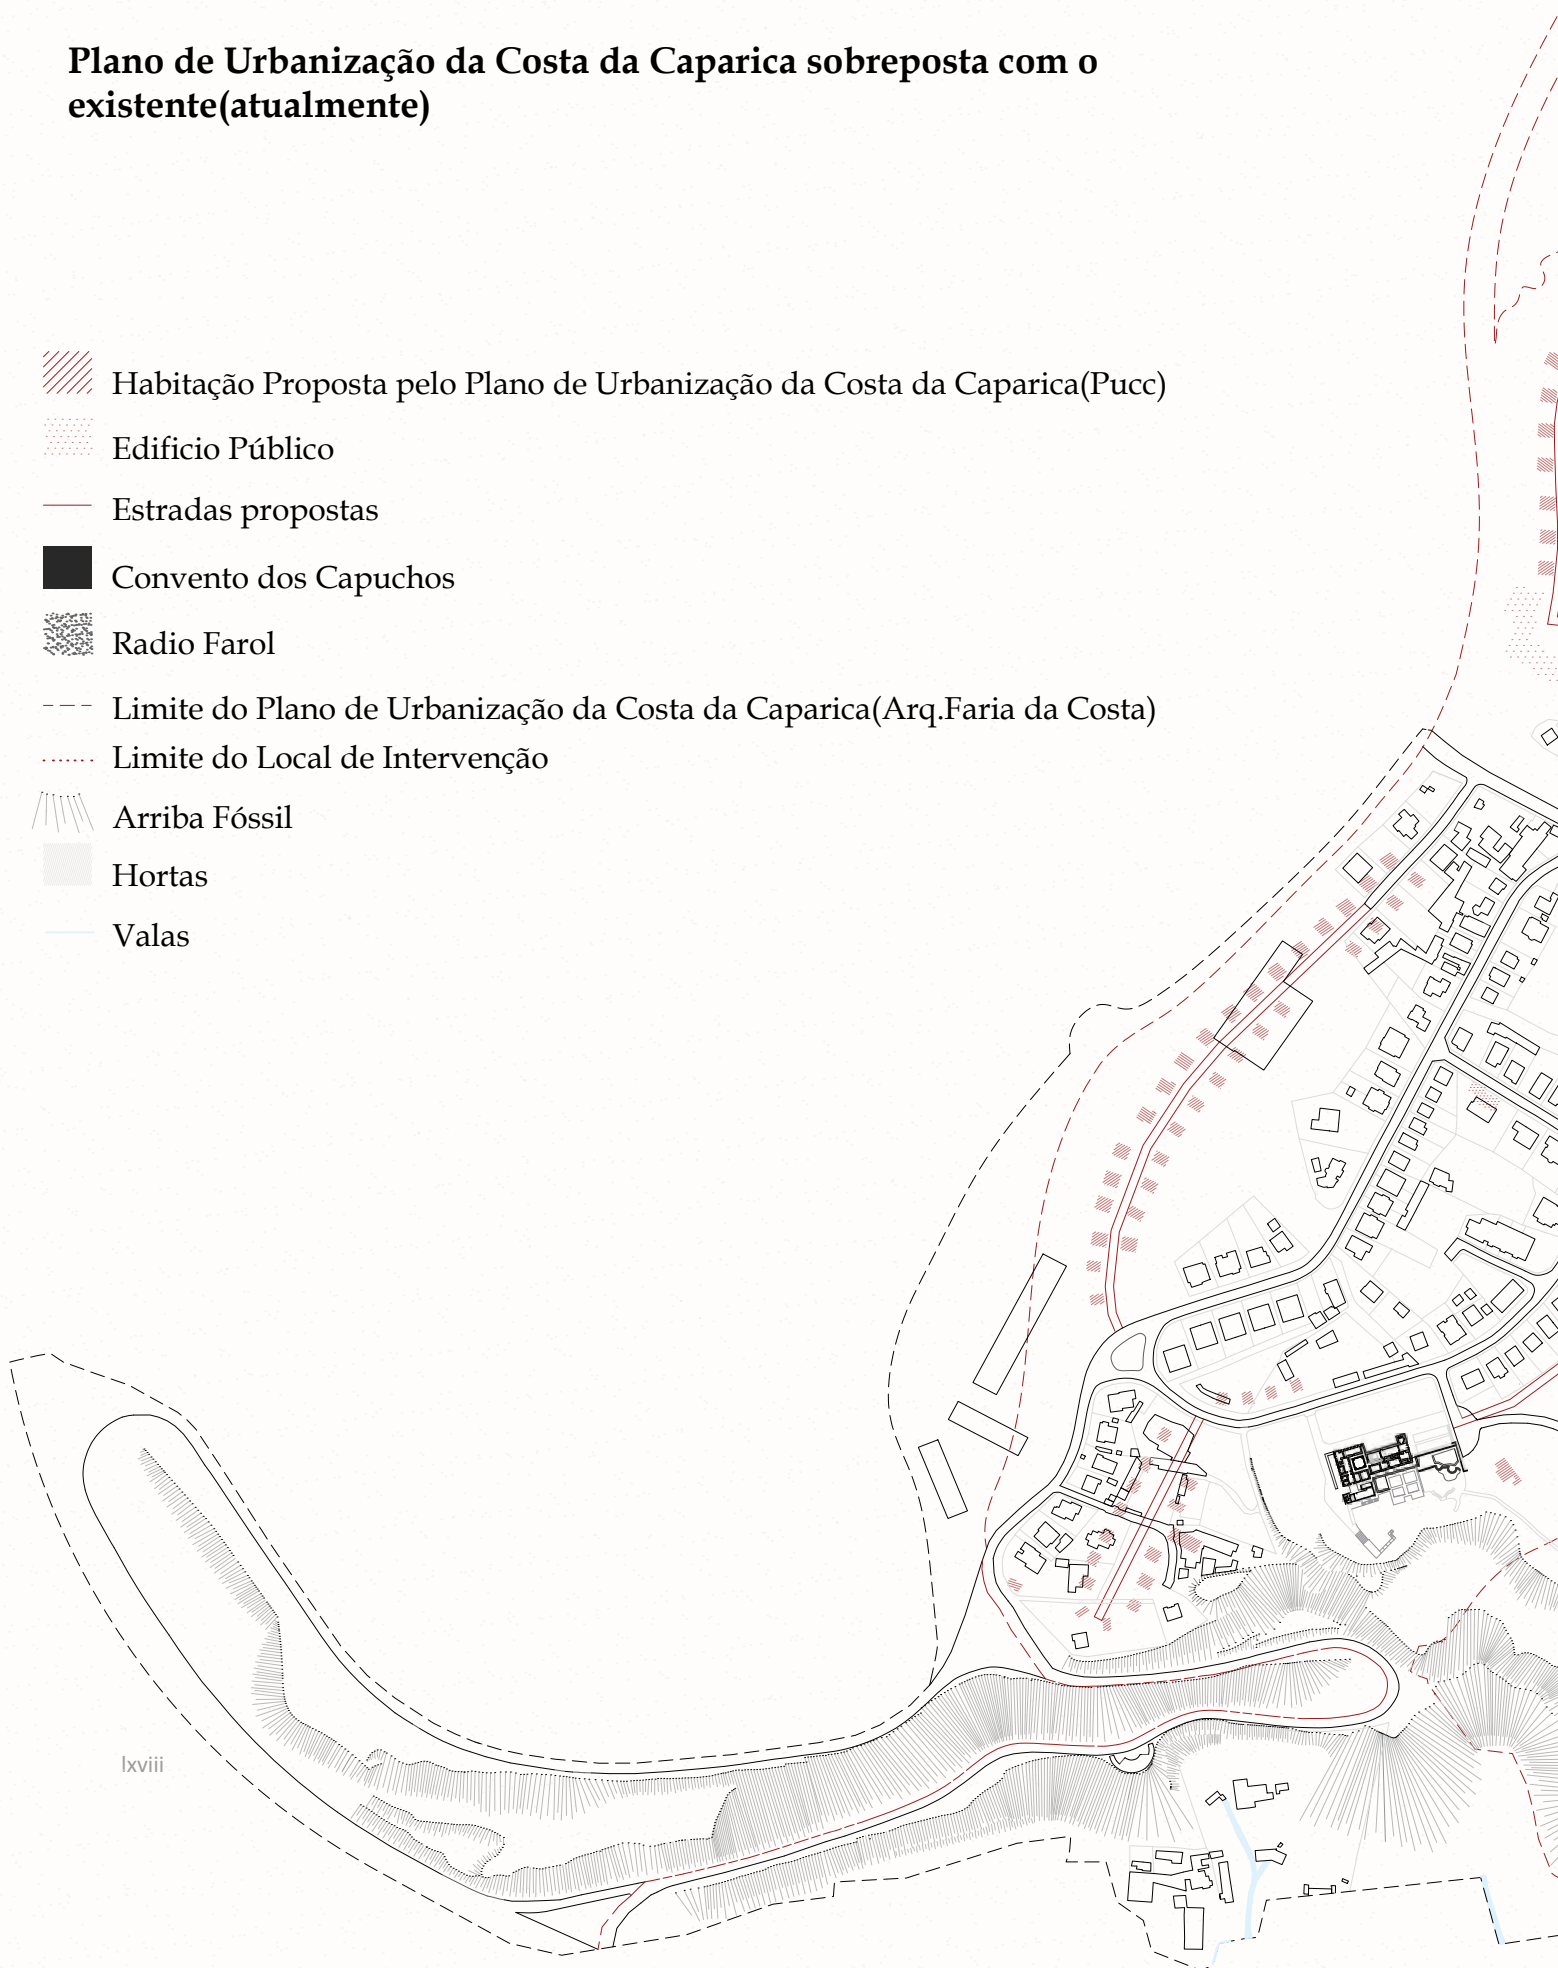 Plano de Urbanização da Costa da Caparica sobreposta com o
existente(atualmente)
Habitação Proposta pelo Plano de Urbanização da Costa da Caparica(Pucc)
Edificio Público
Estradas propostas
Convento dos Capuchos
Radio Farol
Limite do Plano de Urbanização da Costa da Caparica(Arq.Faria da Costa)
Limite do Local de Intervenção
Arriba Fóssil
Hortas
Valas
lxviii